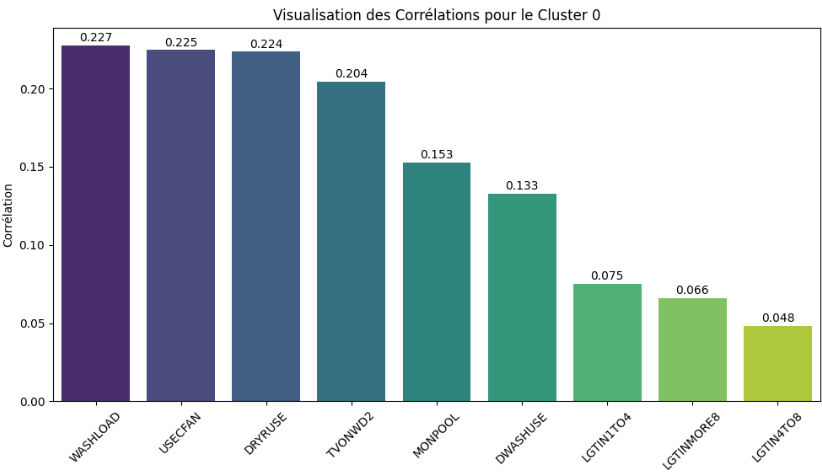 Visualisation des Corrélations pour le Cluster 0
Corrélation
0.20
0.15
0.10
0.05
0.00
0.227
0.225
0.224
0.204
0.153
0.133
0.075
0.066
0.048
WASHLOAD
USECFAN
DRYRUSE
TVONWD2
MONPOOL
DWASHUSE
LGTIN1TO4
LGTINMORE8
LGTIN4TO8